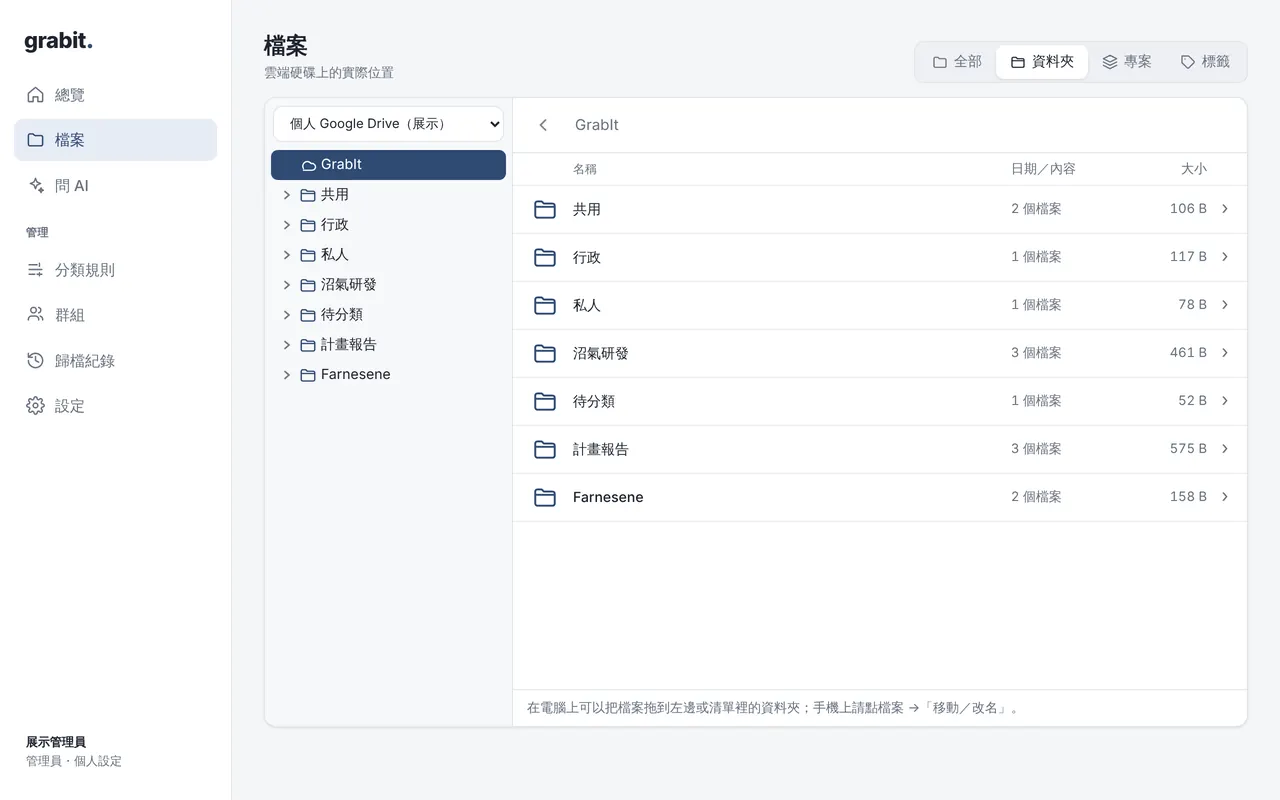 grabit.
總覽
檔案
問 AI
管理
分類規則
群組
歸檔紀錄
設定
展示管理員
管理員 · 個人設定
檔案
雲端硬碟上的實際位置
全部
資料夾
專案
標籤
個人 Google Drive（展示）
GrabIt
共用
行政
私人
沼氣研發
待分類
計畫報告
Farnesene
GrabIt
名稱 日期／內容 大小
共用 2 個檔案 106 B
行政 1 個檔案 117 B
私人 1 個檔案 78 B
沼氣研發 3 個檔案 461 B
待分類 1 個檔案 52 B
計畫報告 3 個檔案 575 B
Farnesene 2 個檔案 158 B
在電腦上可以把檔案拖到左邊或清單裡的資料夾；手機上請點檔案 →「移動／改名」。